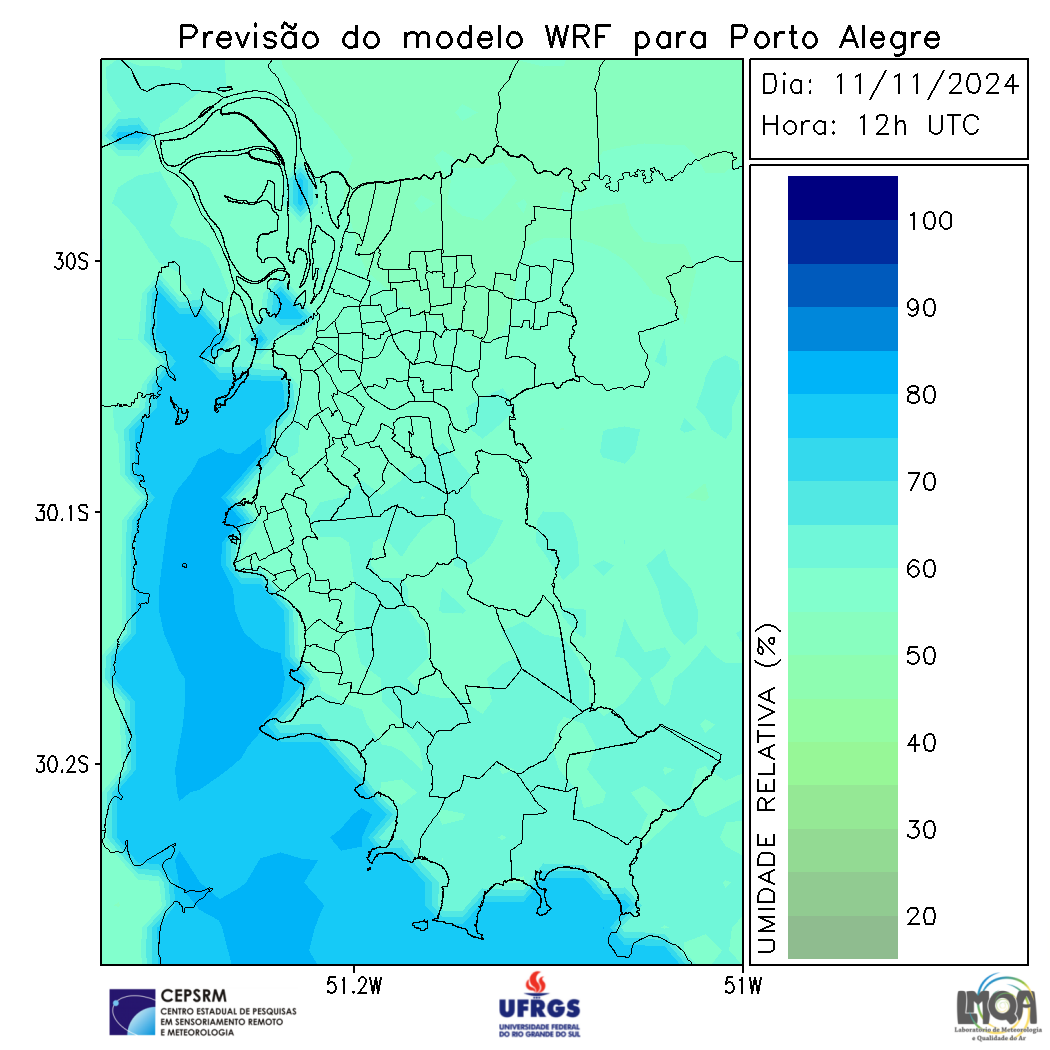 Previsão do modelo WRF para Porto Alegre
Dia: 11/11/2024
Hora: 12h UTC
30S
30.1S
30.2S
51.2W
51W
100
90
80
70
60
50
40
30
20
UMIDADE RELATIVA (%)
CEPSRM
CENTRO ESTADUAL DE PESQUISAS
EM SENSORIAMENTO REMOTO
E METEOROLOGIA
UFRGS
UNIVERSIDADE FEDERAL
DO RIO GRANDE DO SUL
LMQA
Laboratório de Meteorologia
e Qualidade do Ar